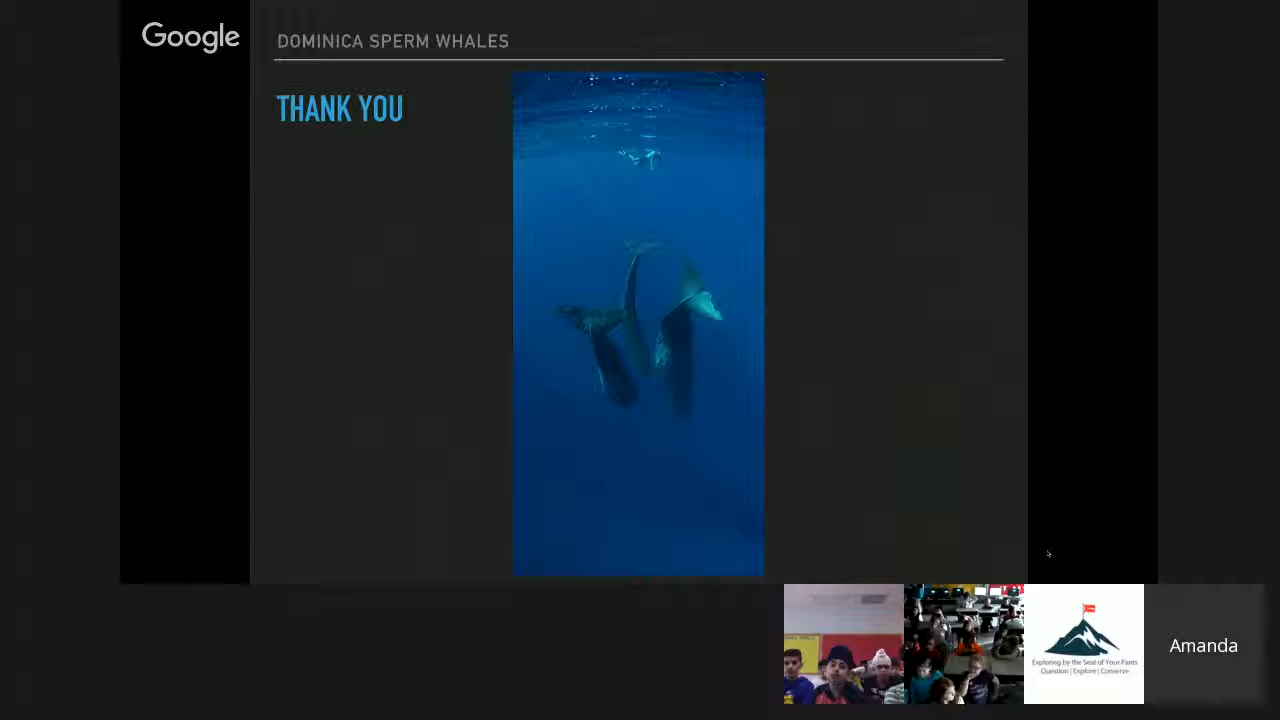 Google
DOMINICA SPERM WHALES
THANK YOU
Exploring by the Seat of Your Pants
Question | Explore | Conserve
Amanda